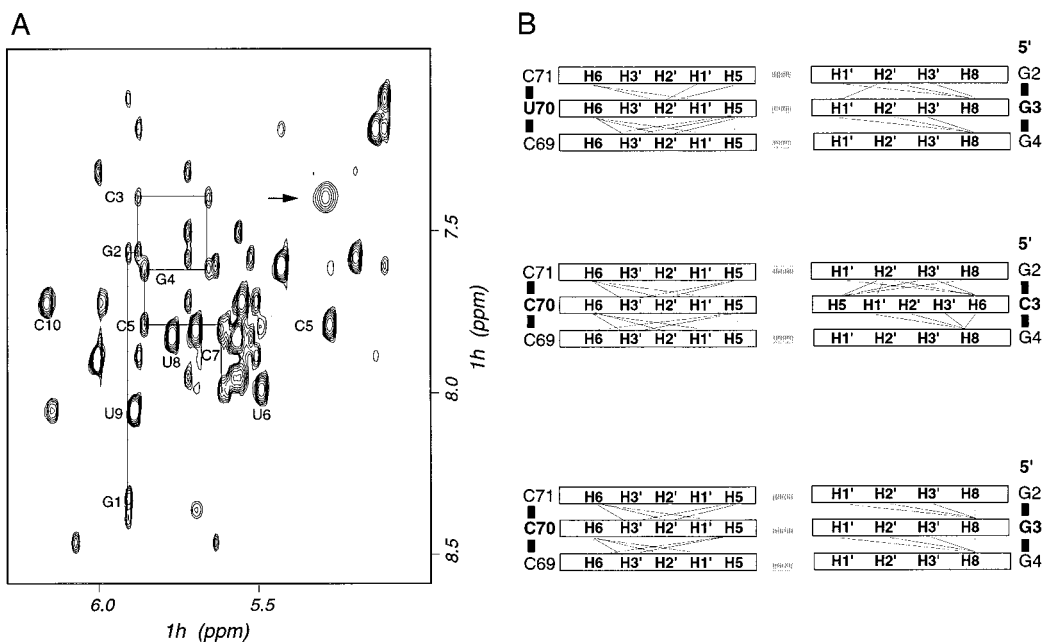 A
C3
G2
G4
C5
C10
U8
C7
C5
U9
U6
G1
7.5
8.0
8.5
1h (ppm)
6.0
5.5
1h (ppm)
B
5'
C71 H6 H3' H2' H1' H5 H1' H2' H3' H8 G2
U70 H6 H3' H2' H1' H5 H1' H2' H3' H8 G3
C69 H6 H3' H2' H1' H5 H1' H2' H3' H8 G4
5'
C71 H6 H3' H2' H1' H5 H1' H2' H3' H8 G2
C70 H6 H3' H2' H1' H5 H5 H1' H2' H3' H6 C3
C69 H6 H3' H2' H1' H5 H1' H2' H3' H8 G4
5'
C71 H6 H3' H2' H1' H5 H1' H2' H3' H8 G2
C70 H6 H3' H2' H1' H5 H1' H2' H3' H8 G3
C69 H6 H3' H2' H1' H5 H1' H2' H3' H8 G4